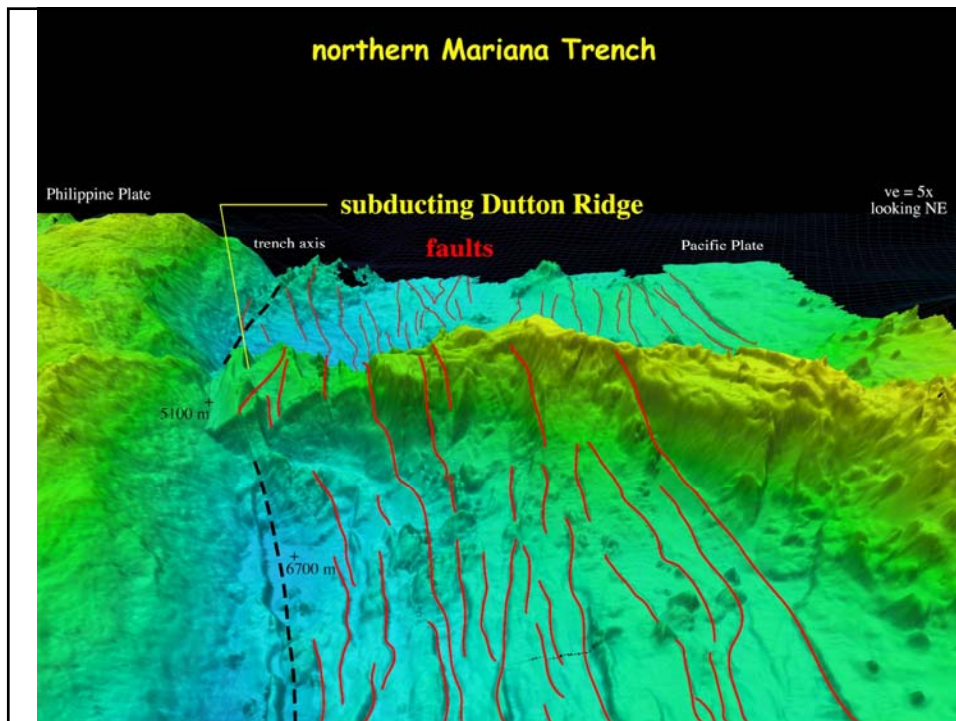 northern Mariana Trench
Philippine Plate
subducting Dutton Ridge
ve = 5x
looking NE
trench axis
faults
Pacific Plate
5100 m
6700 m